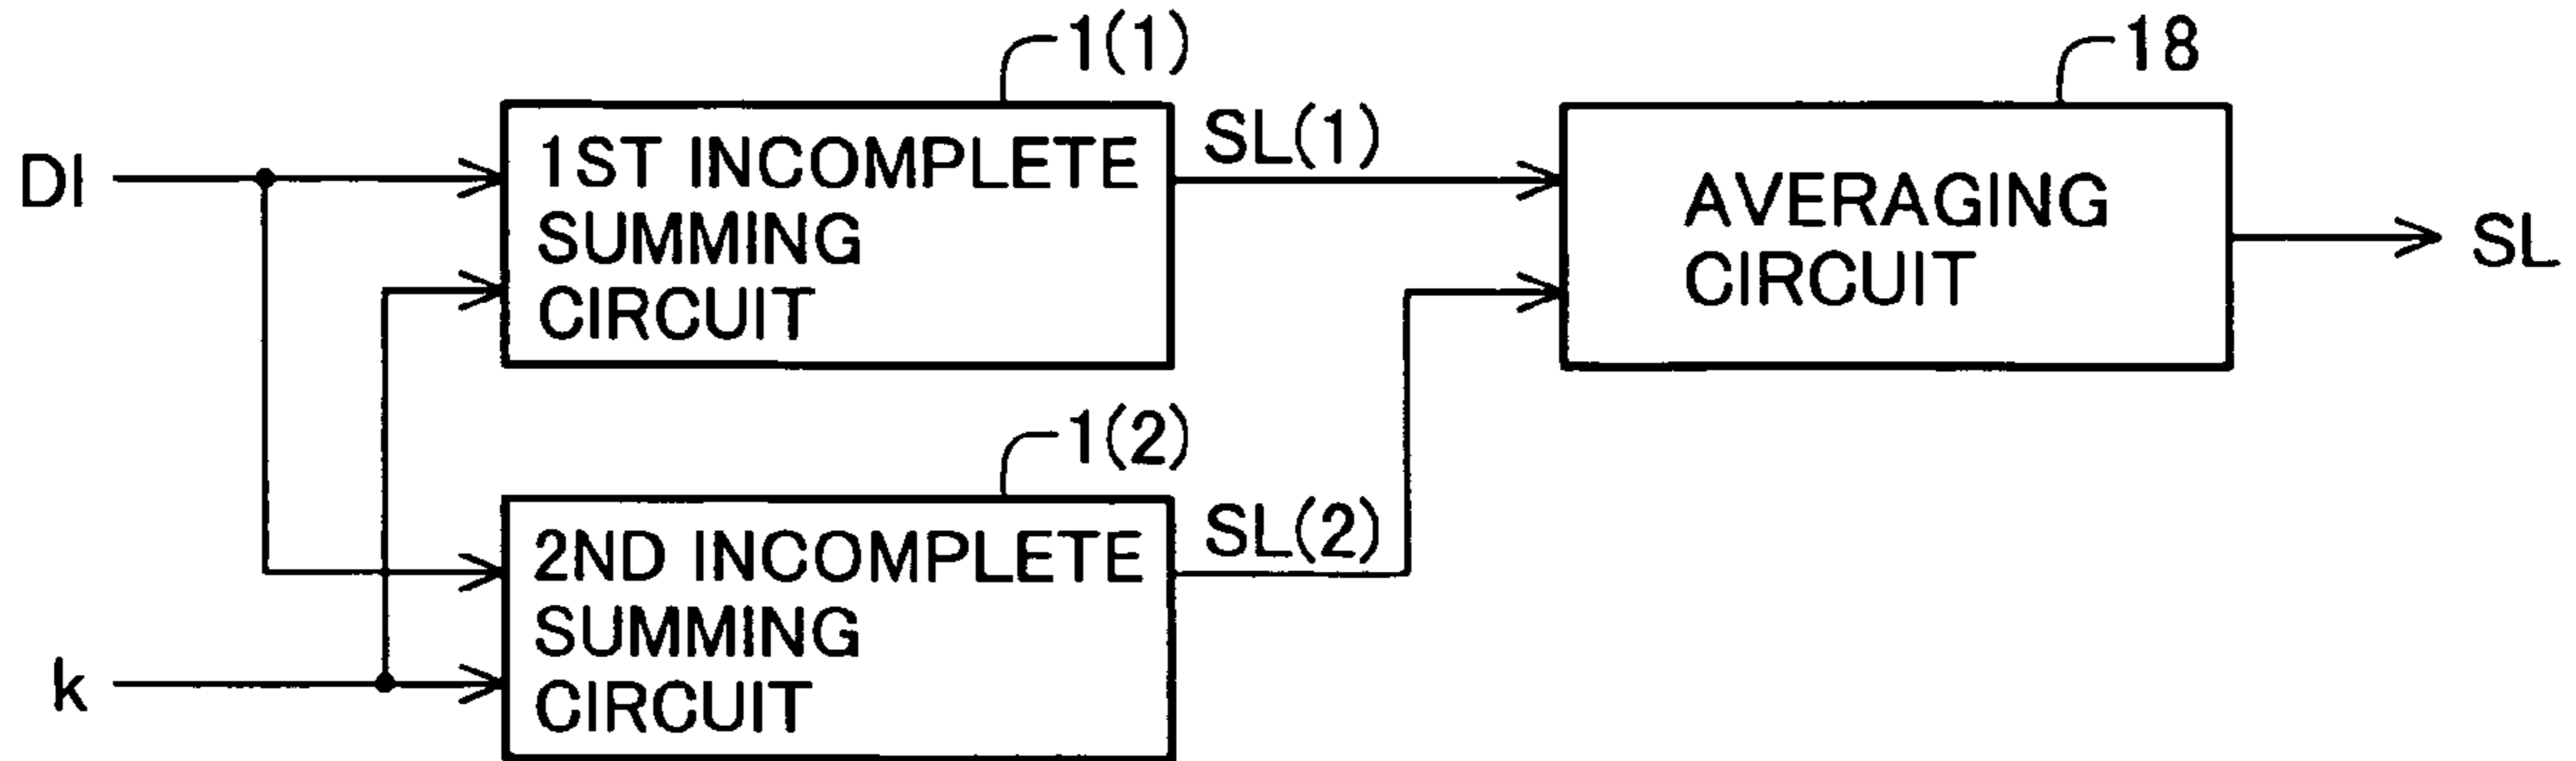 1(1)
18
DI
1ST INCOMPLETE
SUMMING
CIRCUIT
SL(1)
AVERAGING
CIRCUIT
SL
1(2)
k
2ND INCOMPLETE
SUMMING
CIRCUIT
SL(2)